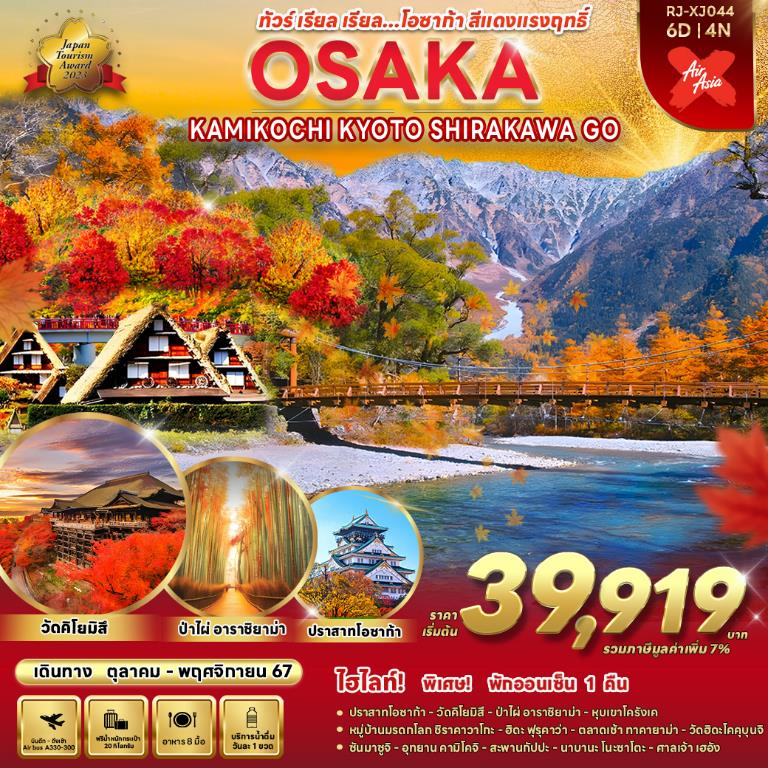 Japan
Tourism
Award
2023
ทัวร์ เรียล เรียล...โอซาก้า สีแดงแรงฤทธิ์
OSAKA
KAMIKOCHI KYOTO SHIRAKAWA GO
RJ-XJ044
6D | 4N
Air
Asia
X
วัดคิโยมิสึ
ป่าไผ่ อาราชิยาม่า
ปราสาทโอซาก้า
ราคา
เริ่มต้น
39,919
บาท
รวมภาษีมูลค่าเพิ่ม 7%
เดินทาง ตุลาคม - พฤศจิกายน 67
บินดึก - ถึงเช้า
Air bus A330-300
ฟรีน้ำหนักกระเป๋า
20 กิโลกรัม
อาหาร 8 มื้อ
บริการน้ำดื่ม
วันละ 1 ขวด
ไฮไลท์! พิเศษ! พักออนเซ็น 1 คืน
• ปราสาทโอซาก้า - วัดคิโยมิสึ - ป่าไผ่ อาราชิยาม่า - หุบเขาโครังเค
• หมู่บ้านมรดกโลก ชิราคาวาโกะ - ฮิดะ ฟุรุคาว่า - ตลาดเช้า ทาคายาม่า - วัดฮิดะโคคุบุนจิ
• ซันมาชูจิ - อุทยาน คามิโคจิ - สะพานกัปปะ - นาบานะ โนะซาโตะ - ศาลเจ้า เฮอัง